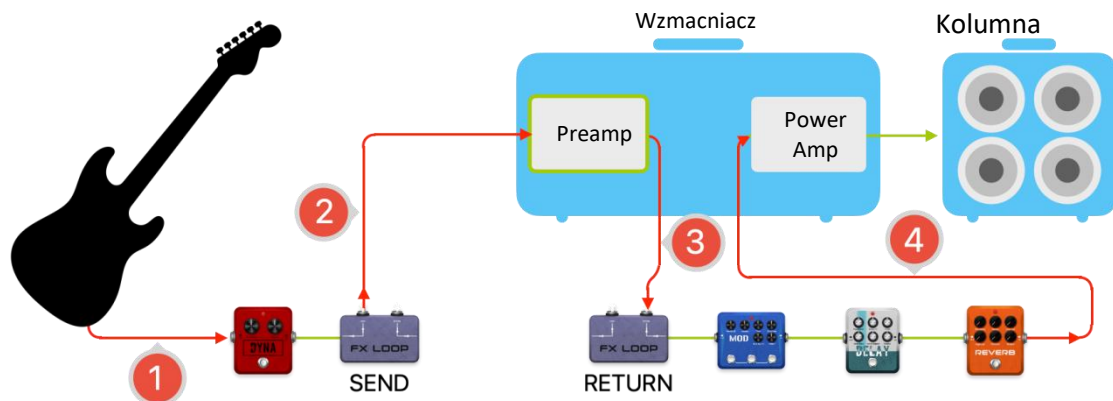 Wzmacniacz
Kolumna
Preamp
Power
Amp
2
3
4
1
DYNA
FX LOOP
SEND
FX LOOP
RETURN
MOD
DELAY
REVERB